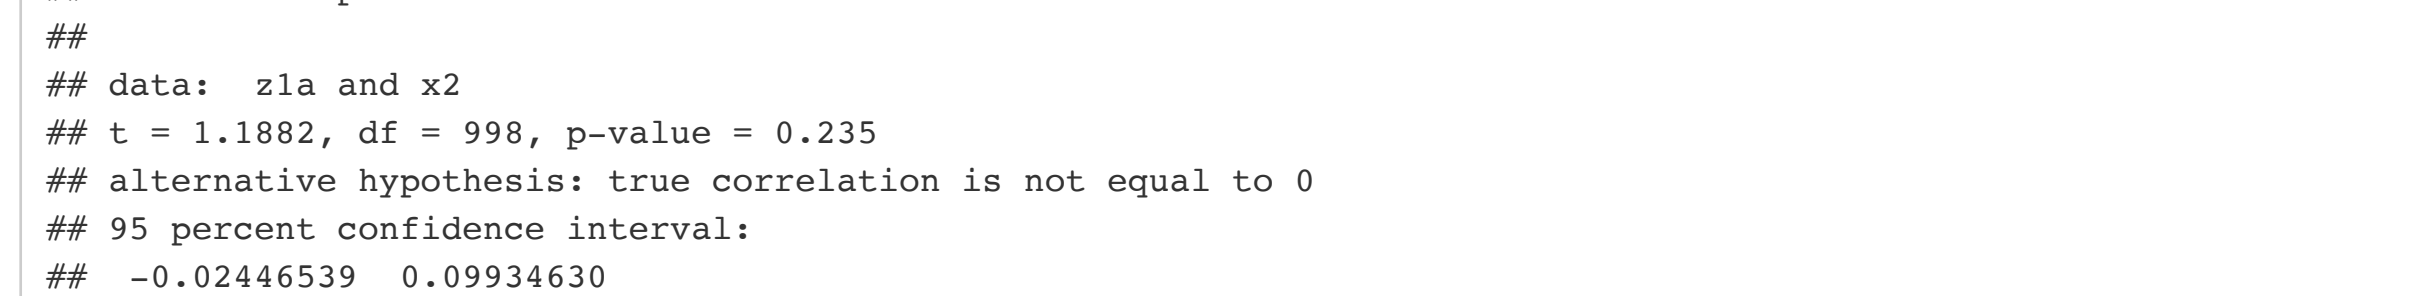 ##
## data:  z1a and x2
## t = 1.1882, df = 998, p-value = 0.235
## alternative hypothesis: true correlation is not equal to 0
## 95 percent confidence interval:
##  -0.02446539  0.09934630